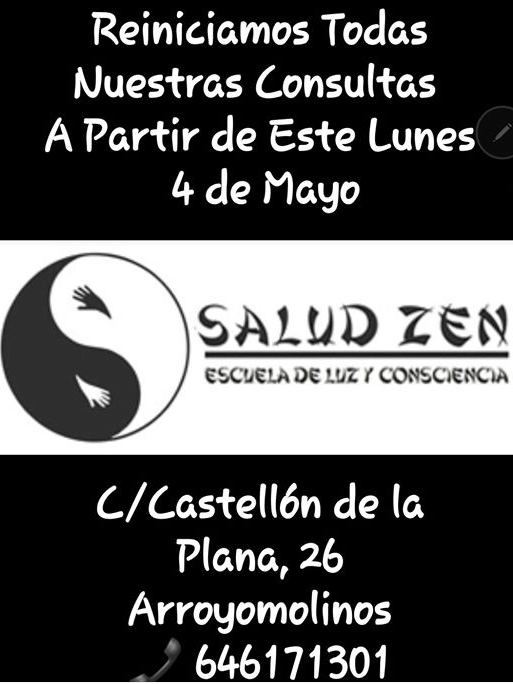 Reiniciamos Todas
Nuestras Consultas
A Partir de Este Lunes
4 de Mayo
SALUD ZEN
ESCUELA DE LUZ Y CONSCIENCIA
C/Castellón de la
Plana, 26
Arroyomolinos
646171301